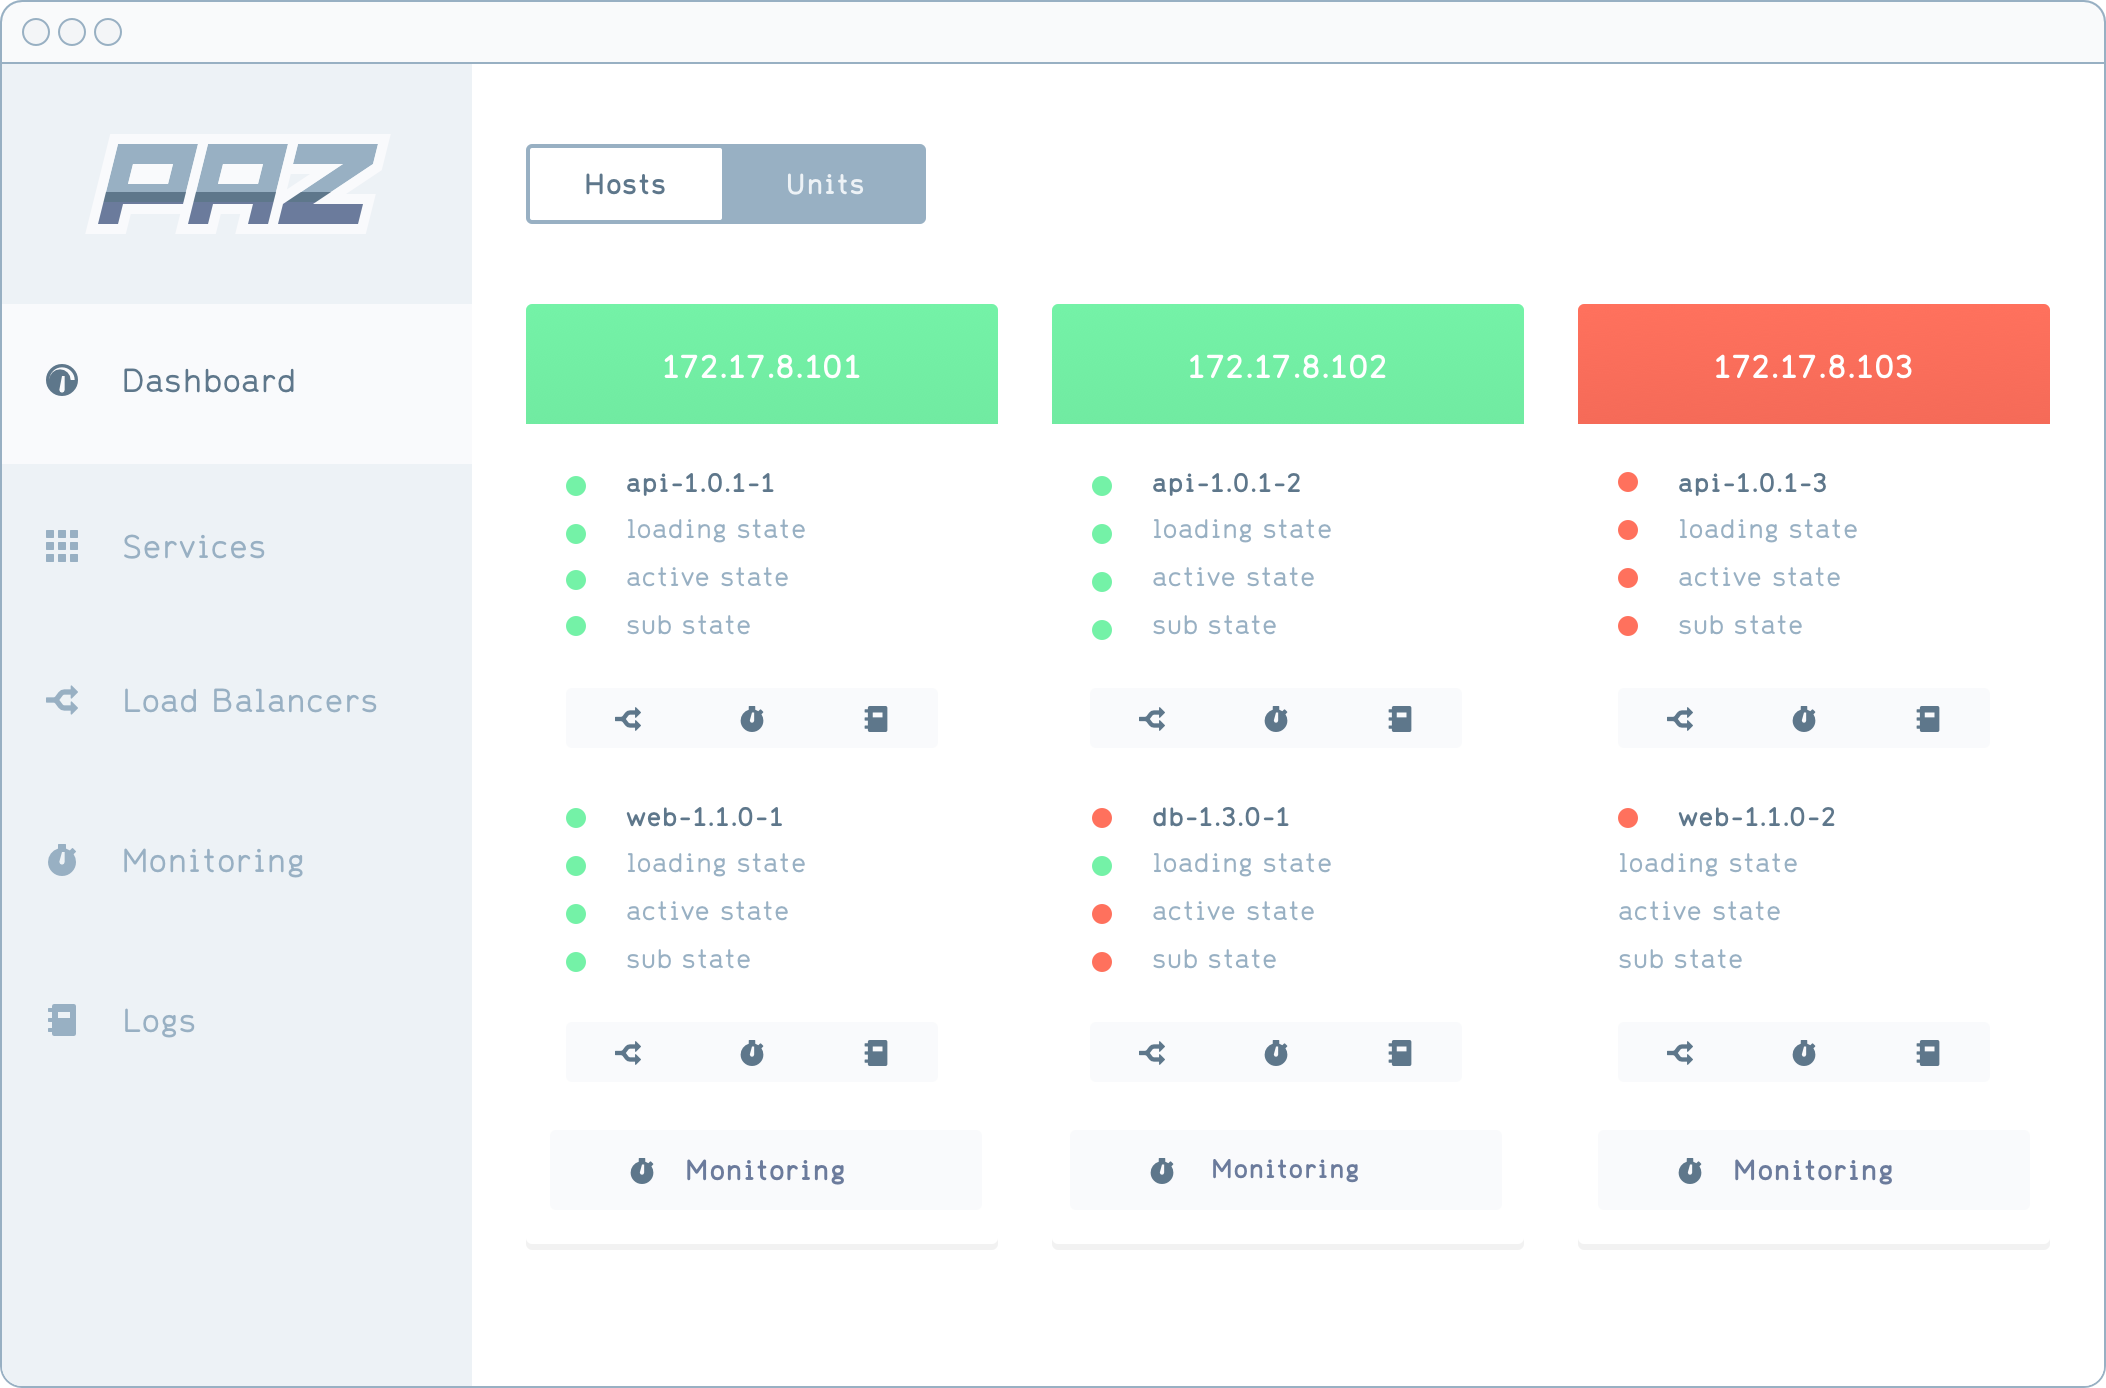 PAZ
Dashboard
Services
Load Balancers
Monitoring
Logs
Hosts
Units
172.17.8.101
api-1.0.1-1
loading state
active state
sub state
web-1.1.0-1
loading state
active state
sub state
Monitoring
172.17.8.102
api-1.0.1-2
loading state
active state
sub state
db-1.3.0-1
loading state
active state
sub state
Monitoring
172.17.8.103
api-1.0.1-3
loading state
active state
sub state
web-1.1.0-2
loading state
active state
sub state
Monitoring